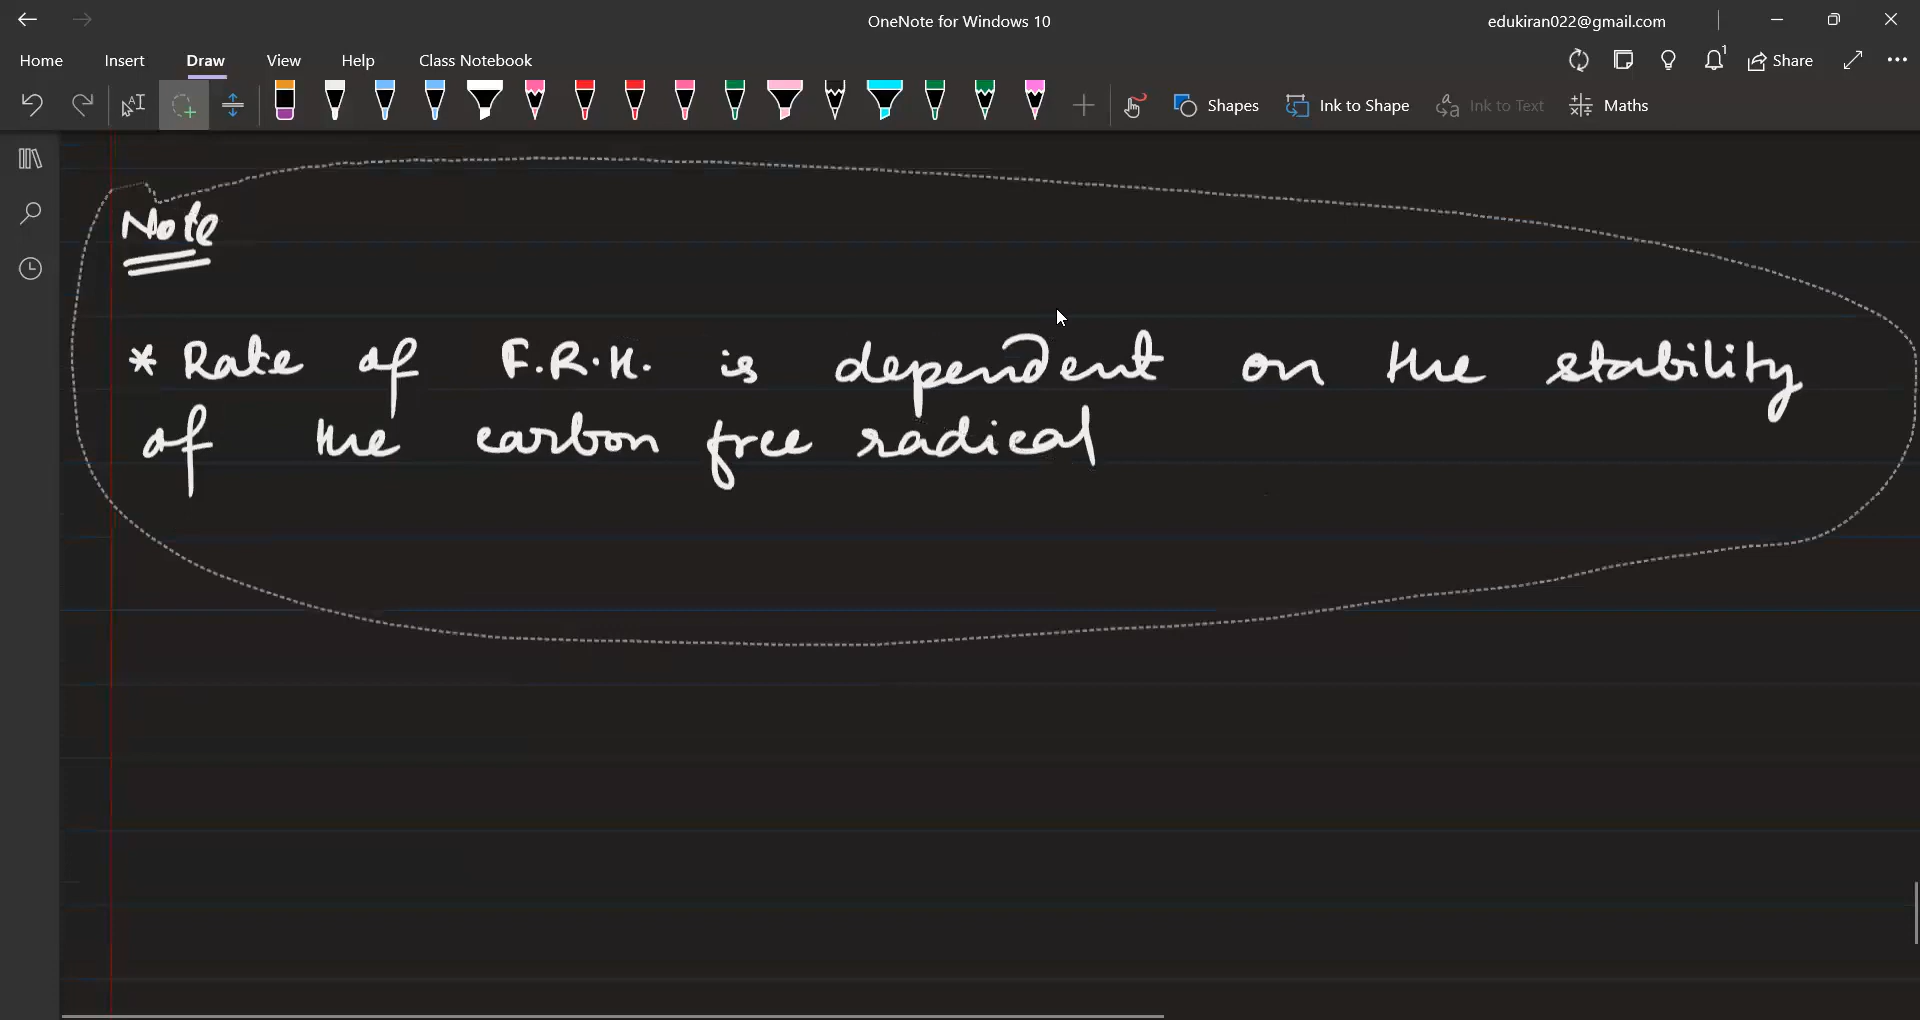 OneNote for Windows 10
edukiran022@gmail.com
Home Insert Draw View Help Class Notebook
Share
Shapes Ink to Shape Ink to Text Maths
Note
* Rate of F.R.H. is dependent on the stability
of the carbon free radical